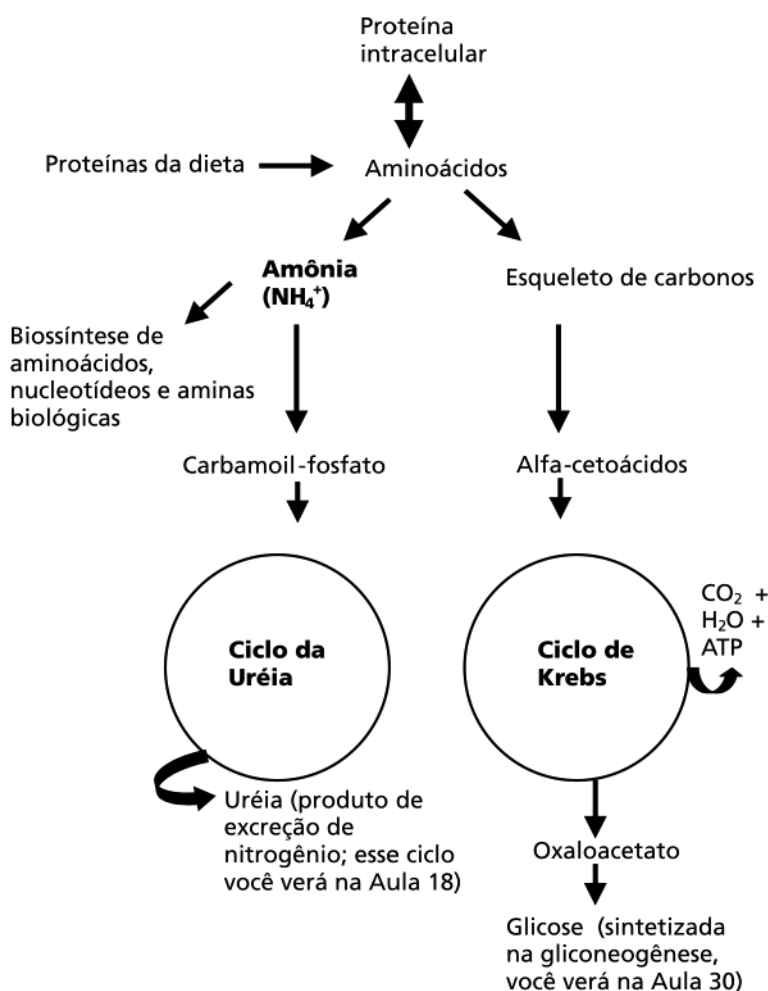 Proteína
intracelular
Proteínas da dieta
Aminoácidos
Amônia
(NH₄⁺)
Esqueleto de carbonos
Biossíntese de
aminoácidos,
nucleotídeos e aminas
biológicas
Carbamoil-fosfato
Alfa-cetoácidos
Ciclo da
Uréia
Ciclo de
Krebs
CO₂ +
H₂O +
ATP
Uréia (produto de
excreção de
nitrogênio; esse ciclo
você verá na Aula 18)
Oxaloacetato
Glicose (sintetizada
na gliconeogênese,
você verá na Aula 30)